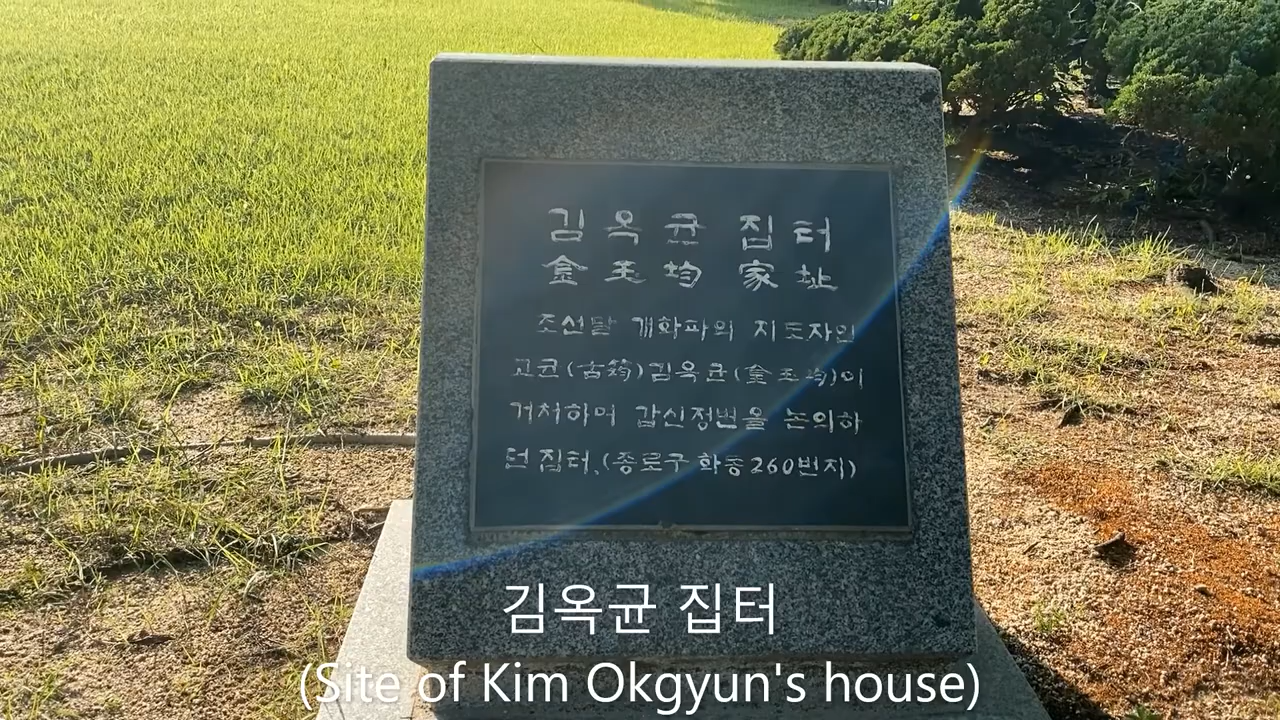 김옥균 집터
金玉均 家址
조선말 개화파의 지도자인
고균(古筠)김옥균(金玉均)이
거처하며 갑신정변을 논의하
던 집터.(종로구 화동260번지)
김옥균 집터
(Site of Kim Okgyun's house)